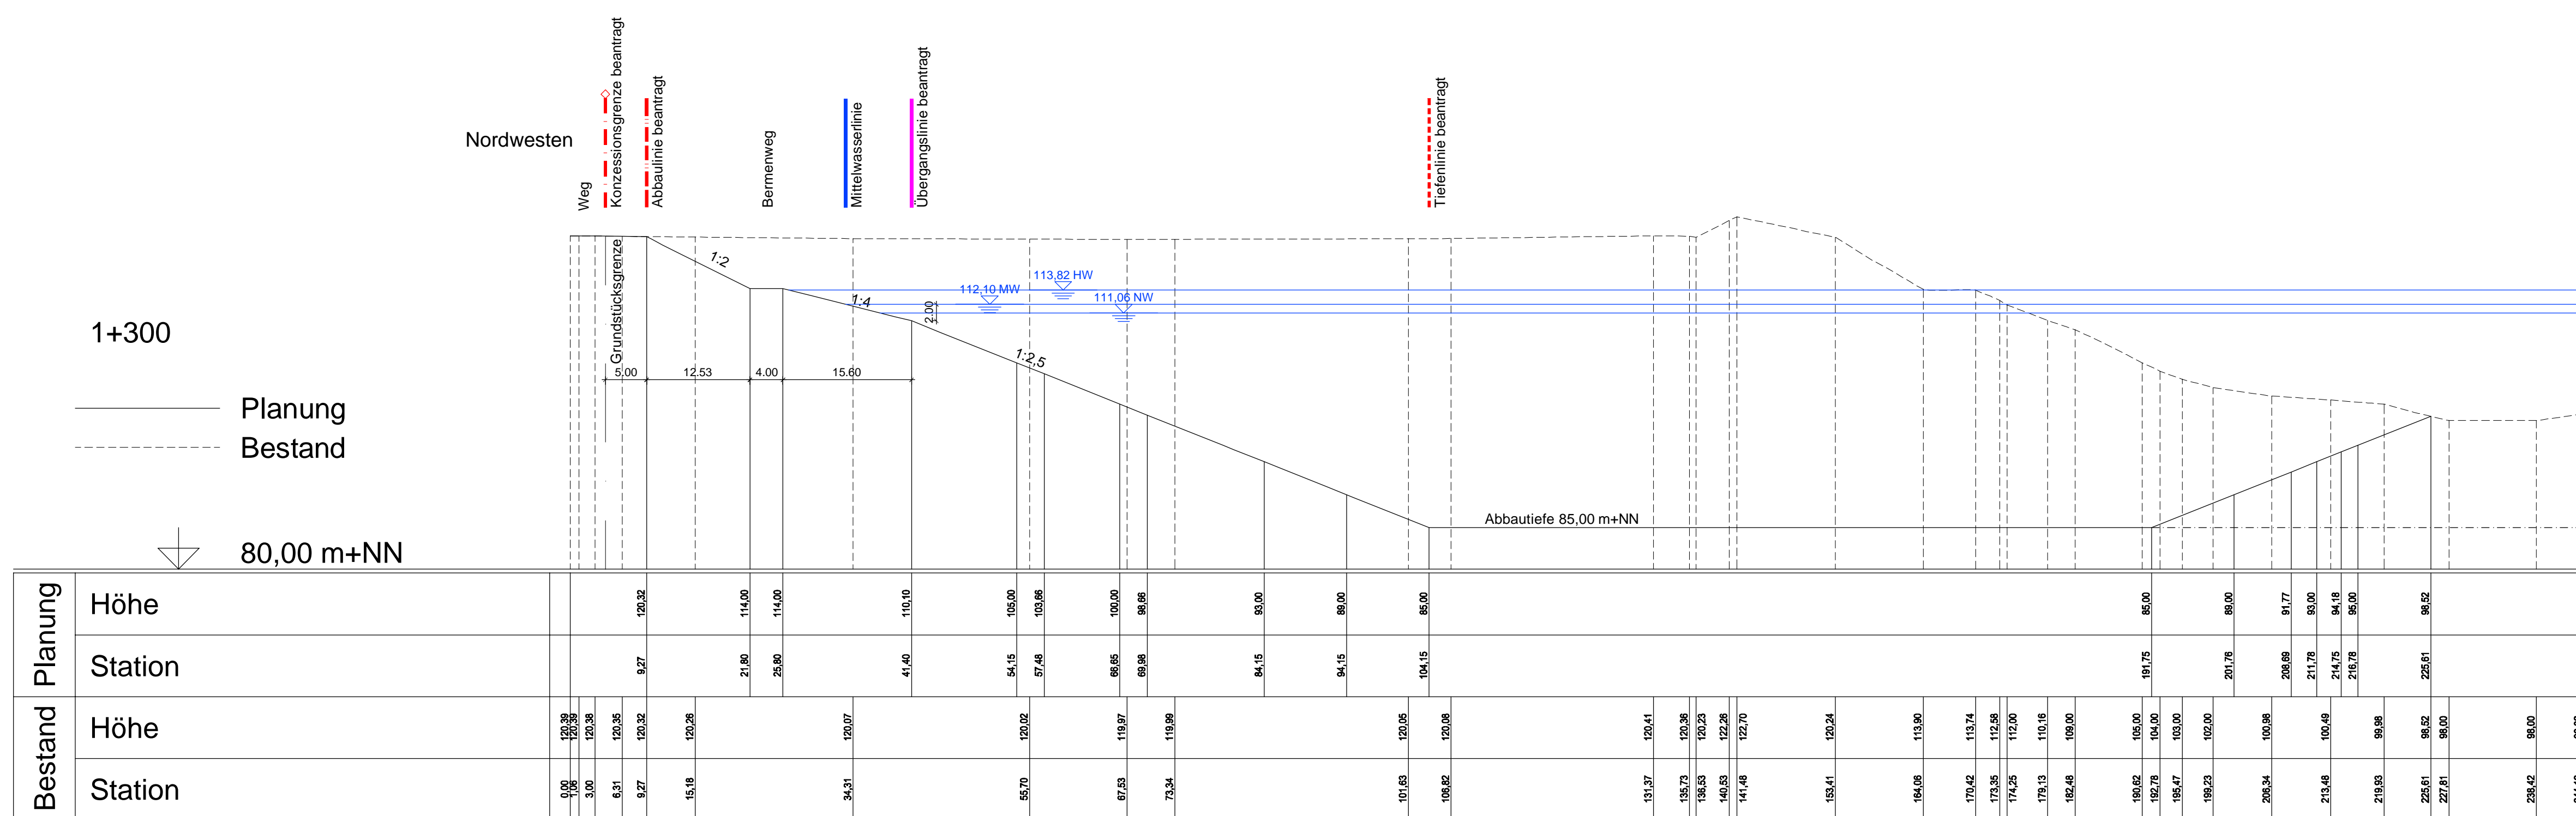 Nordwesten
Weg
Konzessionsgrenze beantragt
Abbaulinie beantragt
Bermenweg
Mittelwasserlinie
Übergangslinie beantragt
Tiefenlinie beantragt
Grundstücksgrenze
1:2
1:4
1:2,5
113,82 HW
112,10 MW
111,06 NW
2.00
5.00 12.53 4.00 15.60
1+300
Planung
Bestand
Abbautiefe 85,00 m+NN
80,00 m+NN
Planung
Höhe 120,32 114,00 114,00 110,10 105,00 103,66 100,00 98,66 93,00 89,00 85,00 85,00 89,00 91,77 93,00 94,18 95,00 98,52
Station 9,27 21,80 25,80 41,40 54,15 57,48 66,65 69,98 84,15 94,15 104,15 191,75 201,76 208,69 211,78 214,75 216,78 225,61
Bestand
Höhe 120,39 120,39 120,38 120,35 120,32 120,26 120,07 120,02 119,97 119,99 120,05 120,08 120,41 120,36 120,23 122,26 122,70 120,24 113,90 113,74 112,58 112,00 110,16 109,00 105,00 104,00 103,00 102,00 100,98 100,49 99,98 98,52 98,00 98,00
Station 0,00 1,06 3,00 6,31 9,27 15,18 34,31 55,70 67,53 73,34 101,63 106,82 131,37 135,73 136,53 140,53 141,48 153,41 164,06 170,42 173,35 174,25 179,13 182,48 190,62 192,78 195,47 199,23 206,34 213,48 219,93 225,61 227,81 238,42